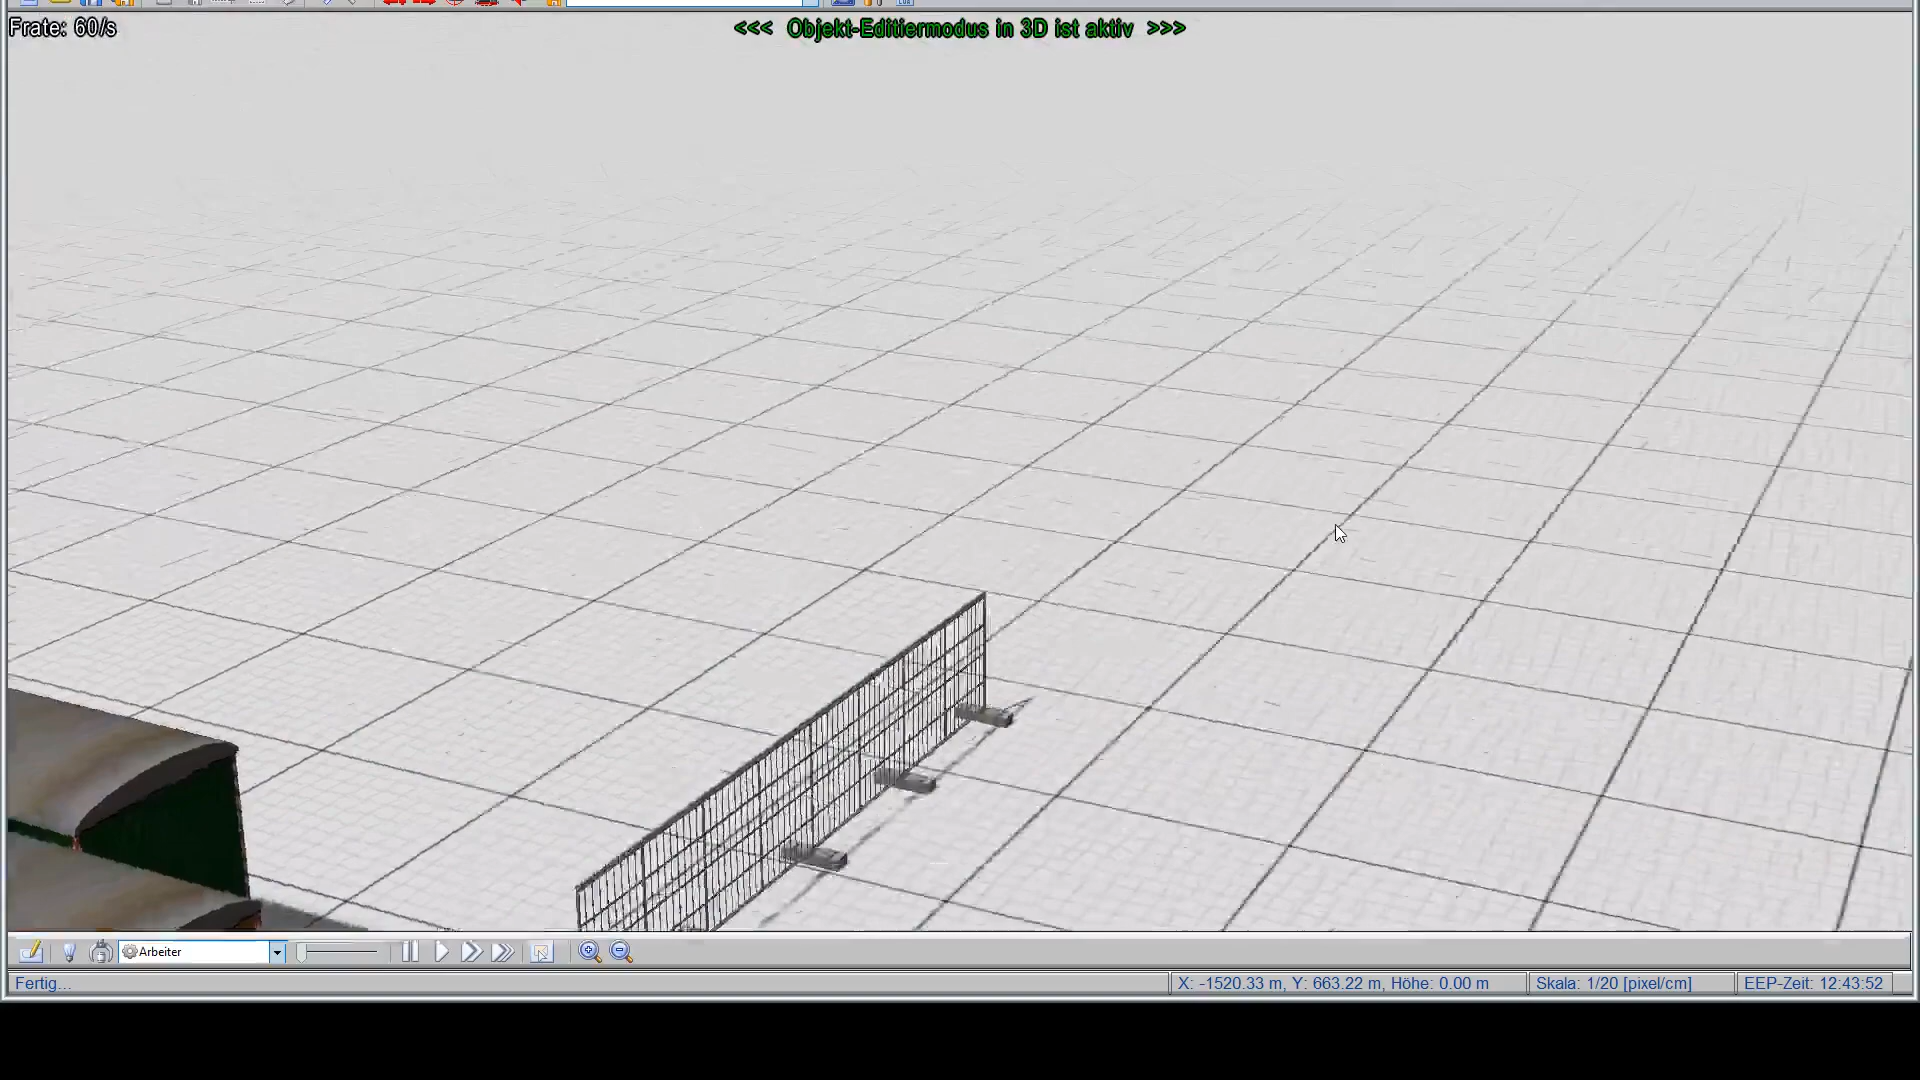 Frate: 60/s
<<< Objekt-Editiermodus in 3D ist aktiv >>>
Arbeiter
Fertig...
X: -1520.33 m, Y: 663.22 m, Höhe: 0.00 m
Skala: 1/20 [pixel/cm]
EEP-Zeit: 12:43:52